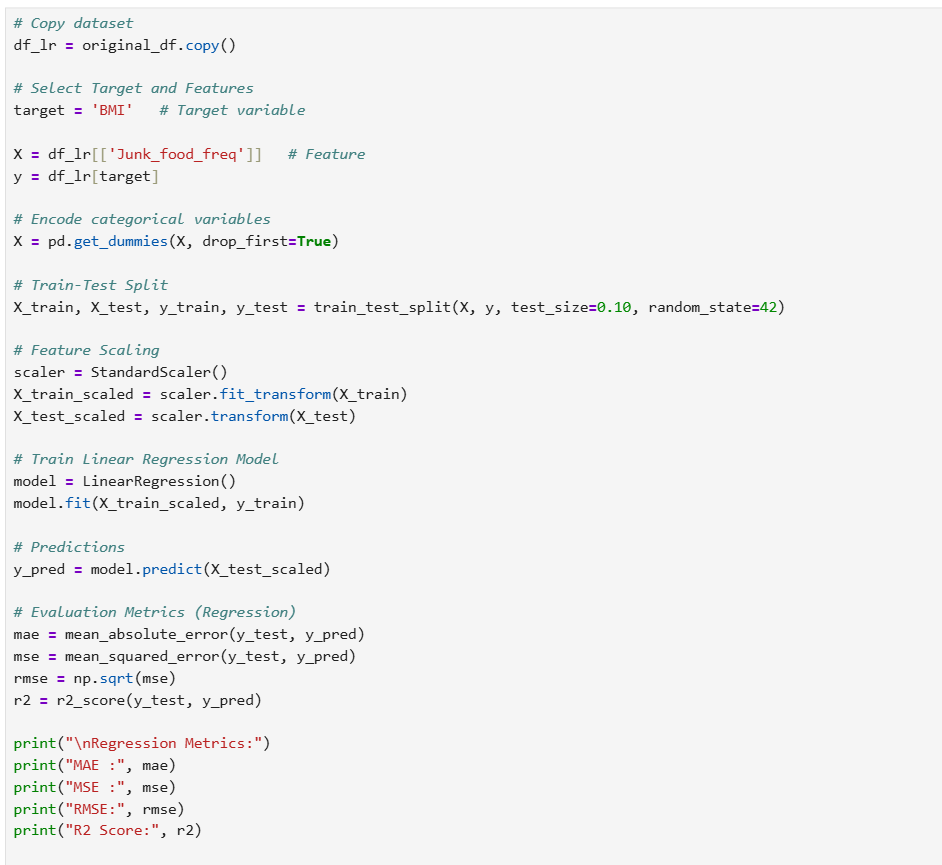 # Copy dataset
df_lr = original_df.copy()
# Select Target and Features
target = 'BMI'   # Target variable
X = df_lr[['Junk_food_freq']]   # Feature
y = df_lr[target]
# Encode categorical variables
X = pd.get_dummies(X, drop_first=True)
# Train-Test Split
X_train, X_test, y_train, y_test = train_test_split(X, y, test_size=0.10, random_state=42)
# Feature Scaling
scaler = StandardScaler()
X_train_scaled = scaler.fit_transform(X_train)
X_test_scaled = scaler.transform(X_test)
# Train Linear Regression Model
model = LinearRegression()
model.fit(X_train_scaled, y_train)
# Predictions
y_pred = model.predict(X_test_scaled)
# Evaluation Metrics (Regression)
mae = mean_absolute_error(y_test, y_pred)
mse = mean_squared_error(y_test, y_pred)
rmse = np.sqrt(mse)
r2 = r2_score(y_test, y_pred)
print("\nRegression Metrics:")
print("MAE :", mae)
print("MSE :", mse)
print("RMSE:", rmse)
print("R2 Score:", r2)